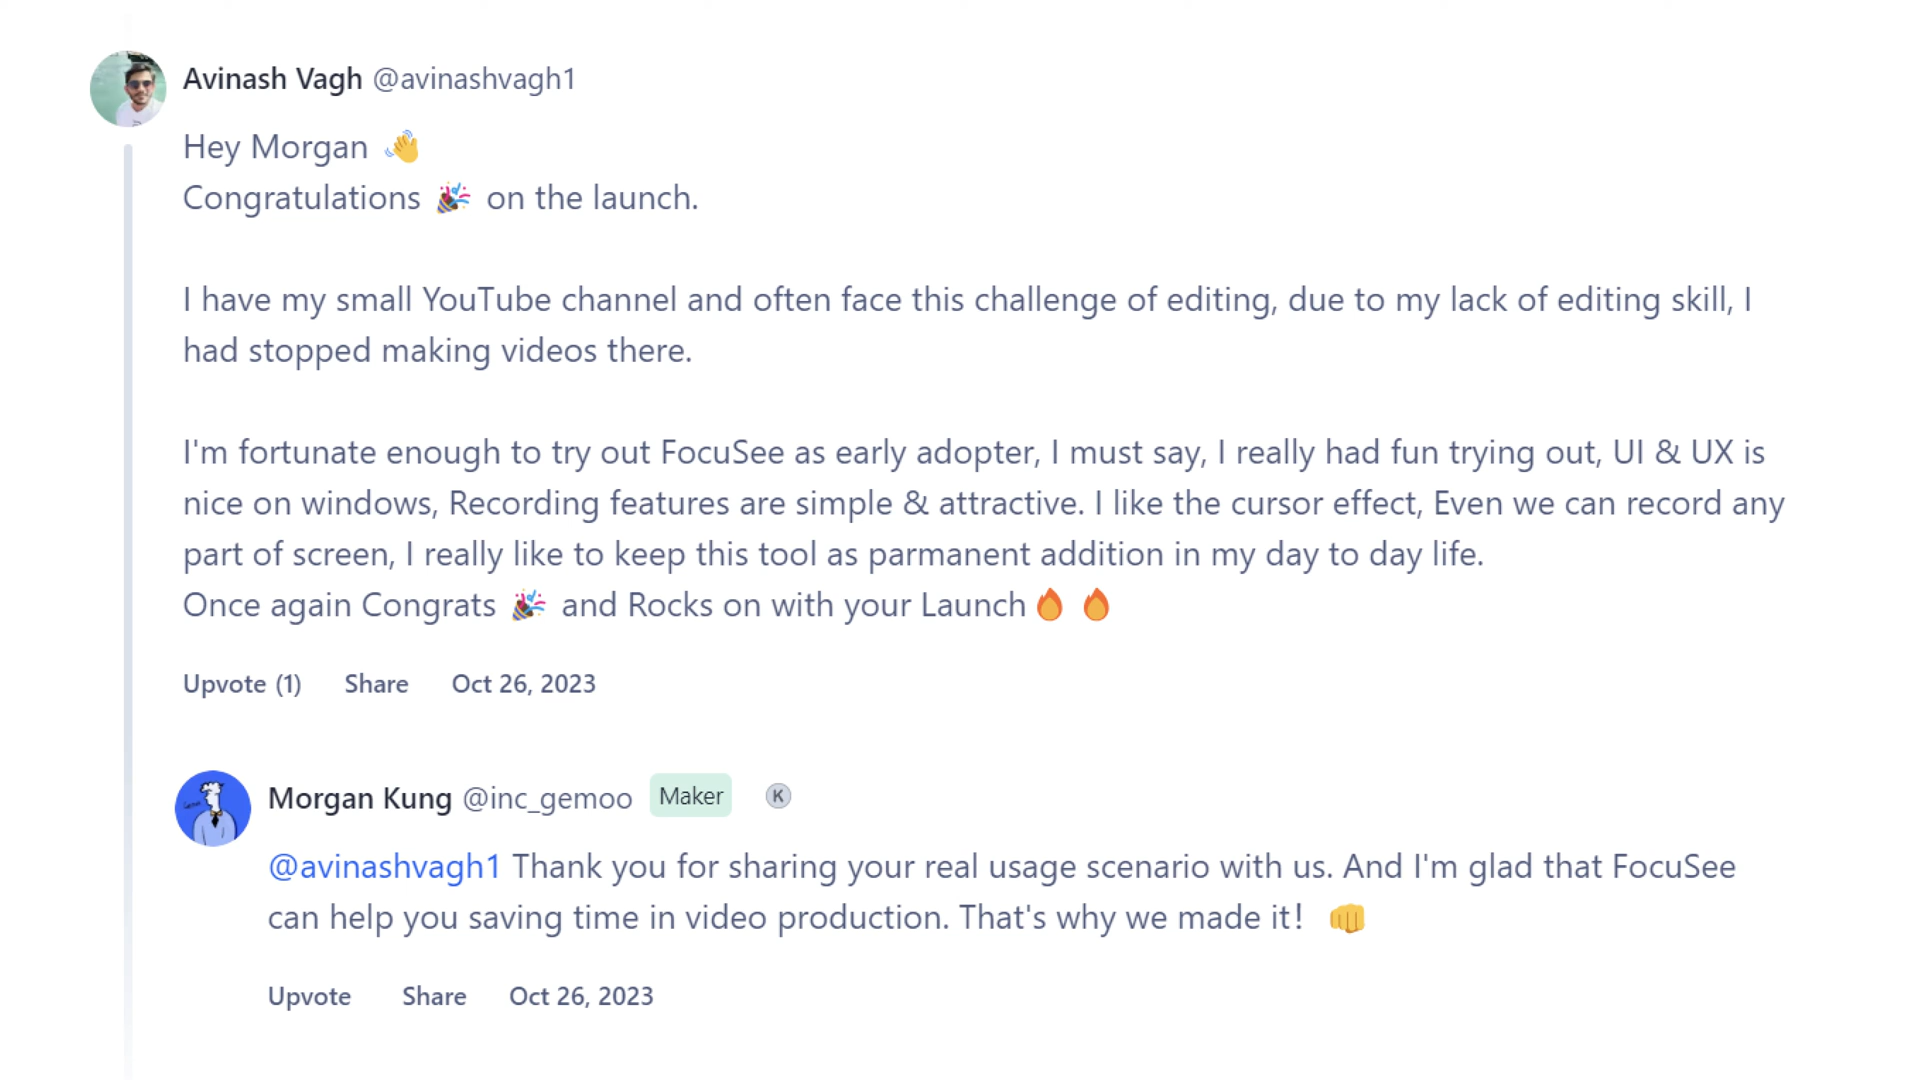 Avinash Vagh @avinashvagh1
Hey Morgan 👋
Congratulations 🎉 on the launch.
I have my small YouTube channel and often face this challenge of editing, due to my lack of editing skill, I
had stopped making videos there.
I'm fortunate enough to try out FocuSee as early adopter, I must say, I really had fun trying out, UI & UX is
nice on windows, Recording features are simple & attractive. I like the cursor effect, Even we can record any
part of screen, I really like to keep this tool as parmanent addition in my day to day life.
Once again Congrats 🎉 and Rocks on with your Launch🔥 🔥
Upvote (1) Share Oct 26, 2023
Morgan Kung @inc_gemoo Maker K
@avinashvagh1 Thank you for sharing your real usage scenario with us. And I'm glad that FocuSee
can help you saving time in video production. That's why we made it! 👊
Upvote Share Oct 26, 2023